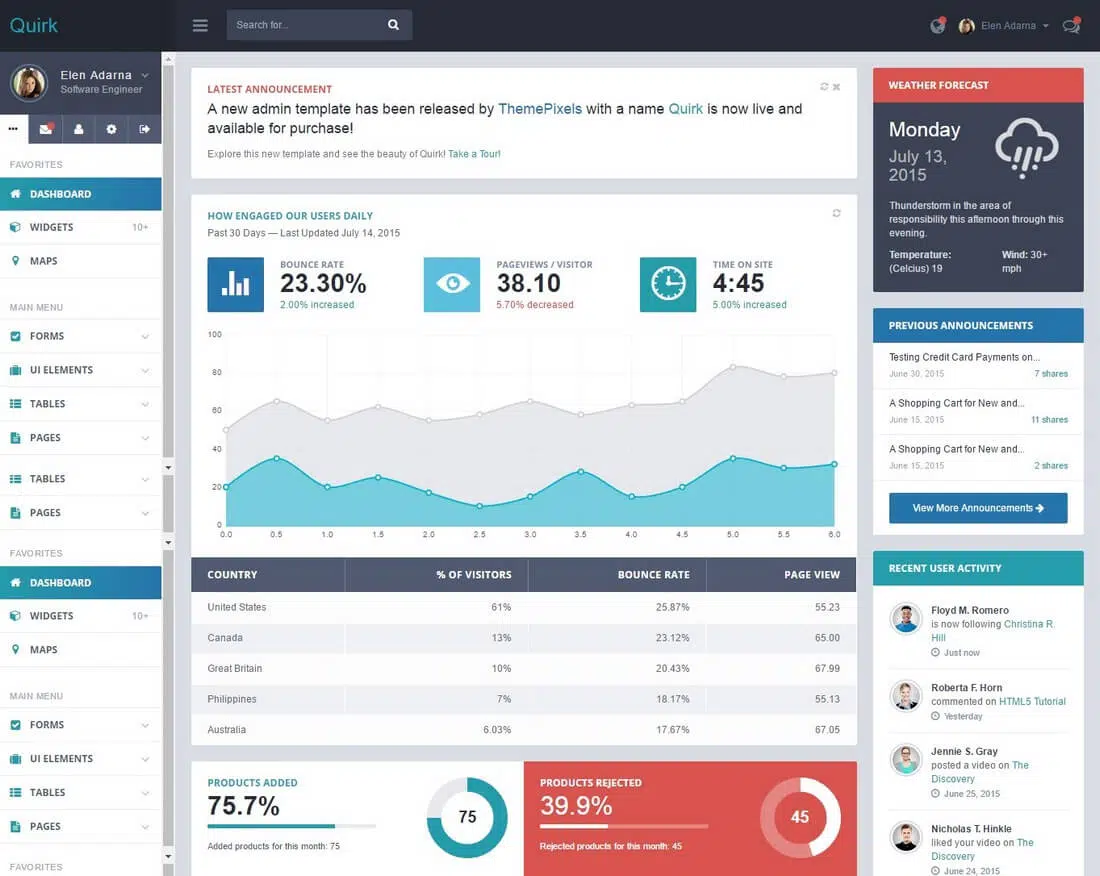 Quirk
Search for...
Elen Adarna
Elen Adarna
Software Engineer
FAVORITES
DASHBOARD
WIDGETS 10+
MAPS
MAIN MENU
FORMS
UI ELEMENTS
TABLES
PAGES
TABLES
PAGES
FAVORITES
DASHBOARD
WIDGETS 10+
MAPS
MAIN MENU
FORMS
UI ELEMENTS
TABLES
PAGES
FAVORITES
LATEST ANNOUNCEMENT
A new admin template has been released by ThemePixels with a name Quirk is now live and
available for purchase!
Explore this new template and see the beauty of Quirk! Take a Tour!
HOW ENGAGED OUR USERS DAILY
Past 30 Days — Last Updated July 14, 2015
BOUNCE RATE
23.30%
2.00% increased
PAGEVIEWS / VISITOR
38.10
5.70% decreased
TIME ON SITE
4:45
5.00% increased
100
80
60
40
20
0
0.0 0.5 1.0 1.5 2.0 2.5 3.0 3.5 4.0 4.5 5.0 5.5 6.0
COUNTRY % OF VISITORS BOUNCE RATE PAGE VIEW
United States 61% 25.87% 55.23
Canada 13% 23.12% 65.00
Great Britain 10% 20.43% 67.99
Philippines 7% 18.17% 55.13
Australia 6.03% 17.67% 67.05
PRODUCTS ADDED
75.7%
Added products for this month: 75
75
PRODUCTS REJECTED
39.9%
Rejected products for this month: 45
45
WEATHER FORECAST
Monday
July 13,
2015
Thunderstorm in the area of
responsibility this afternoon through this
evening.
Temperature: Wind: 30+
(Celcius) 19 mph
PREVIOUS ANNOUNCEMENTS
Testing Credit Card Payments on...
June 30, 2015 7 shares
A Shopping Cart for New and...
June 15, 2015 11 shares
A Shopping Cart for New and...
June 15, 2015 2 shares
View More Announcements
RECENT USER ACTIVITY
Floyd M. Romero
is now following Christina R.
Hill
Just now
Roberta F. Horn
commented on HTML5 Tutorial
Yesterday
Jennie S. Gray
posted a video on The
Discovery
June 25, 2015
Nicholas T. Hinkle
liked your video on The
Discovery
June 24, 2015